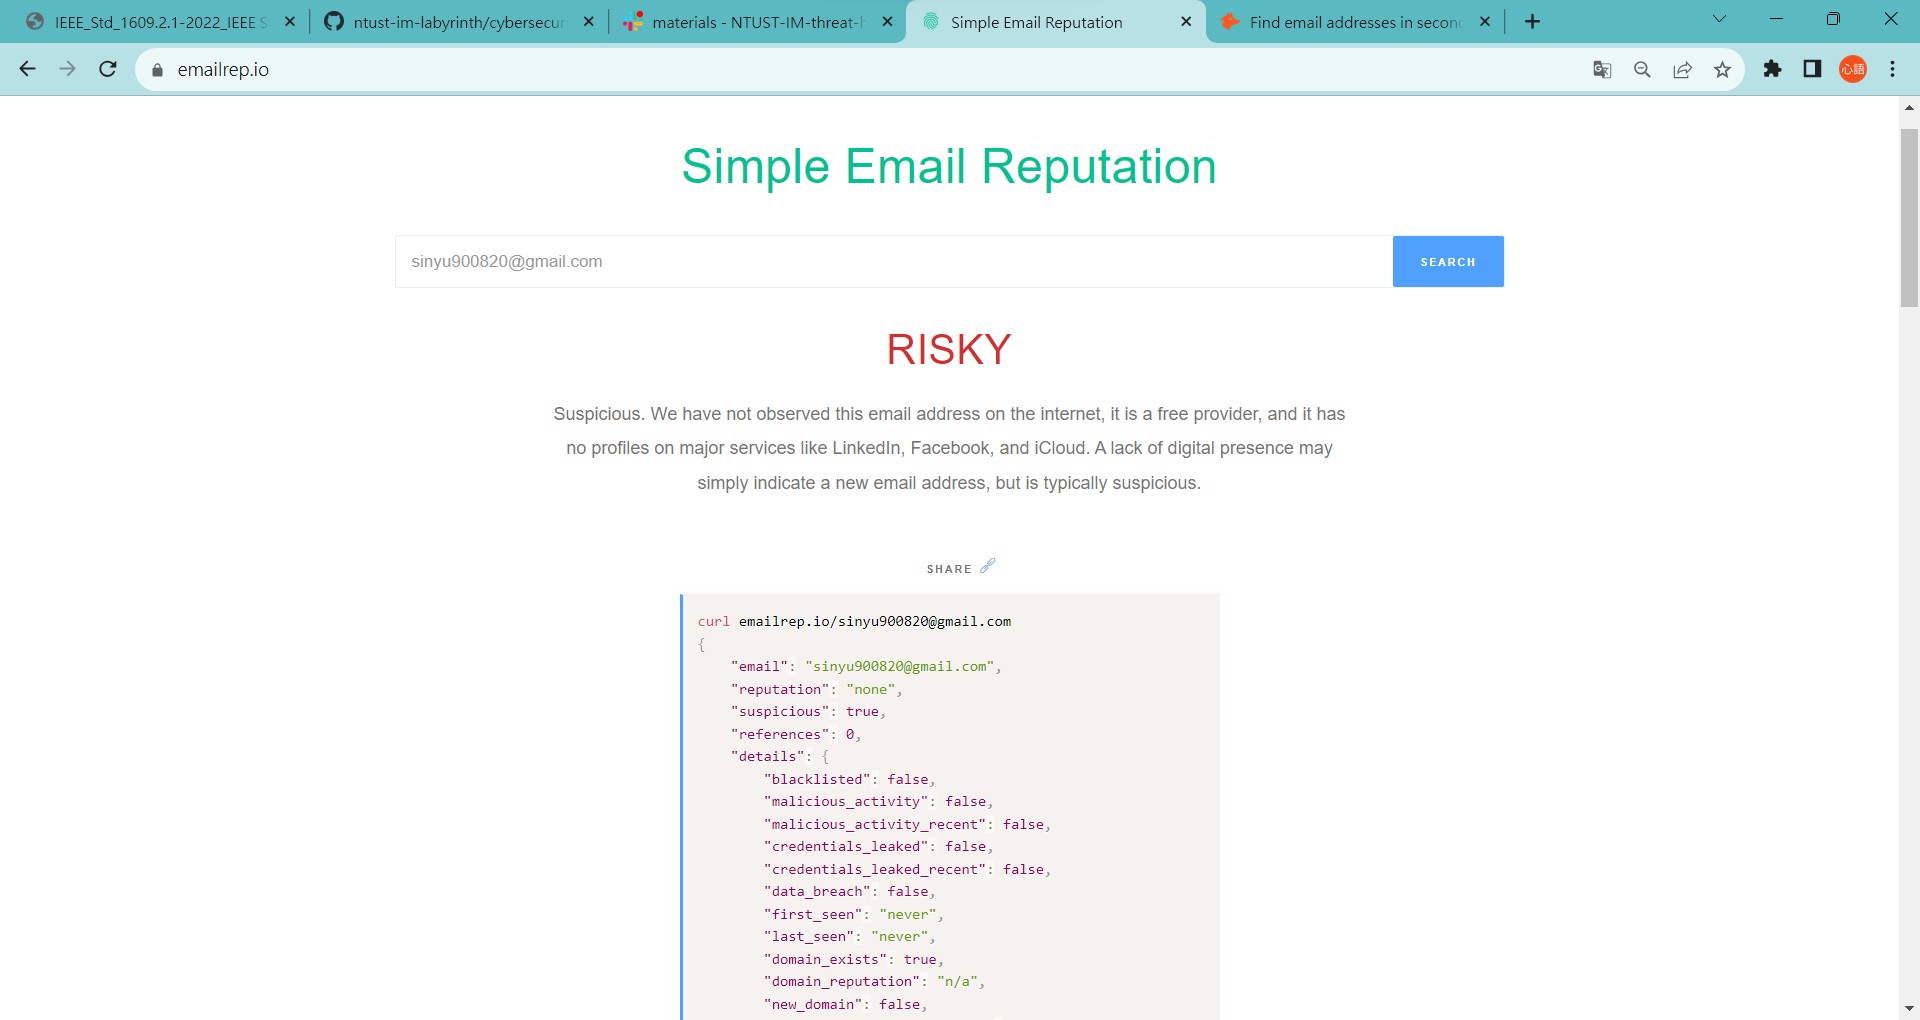 IEEE_Std_1609.2.1-2022_IEEE S
ntust-im-labyrinth/cybersecuri
materials - NTUST-IM-threat-h
Simple Email Reputation
Find email addresses in second
emailrep.io
心語
Simple Email Reputation
sinyu900820@gmail.com
SEARCH
RISKY
Suspicious. We have not observed this email address on the internet, it is a free provider, and it has
no profiles on major services like LinkedIn, Facebook, and iCloud. A lack of digital presence may
simply indicate a new email address, but is typically suspicious.
SHARE
curl emailrep.io/sinyu900820@gmail.com
{
"email": "sinyu900820@gmail.com",
"reputation": "none",
"suspicious": true,
"references": 0,
"details": {
"blacklisted": false,
"malicious_activity": false,
"malicious_activity_recent": false,
"credentials_leaked": false,
"credentials_leaked_recent": false,
"data_breach": false,
"first_seen": "never",
"last_seen": "never",
"domain_exists": true,
"domain_reputation": "n/a",
"new_domain": false,